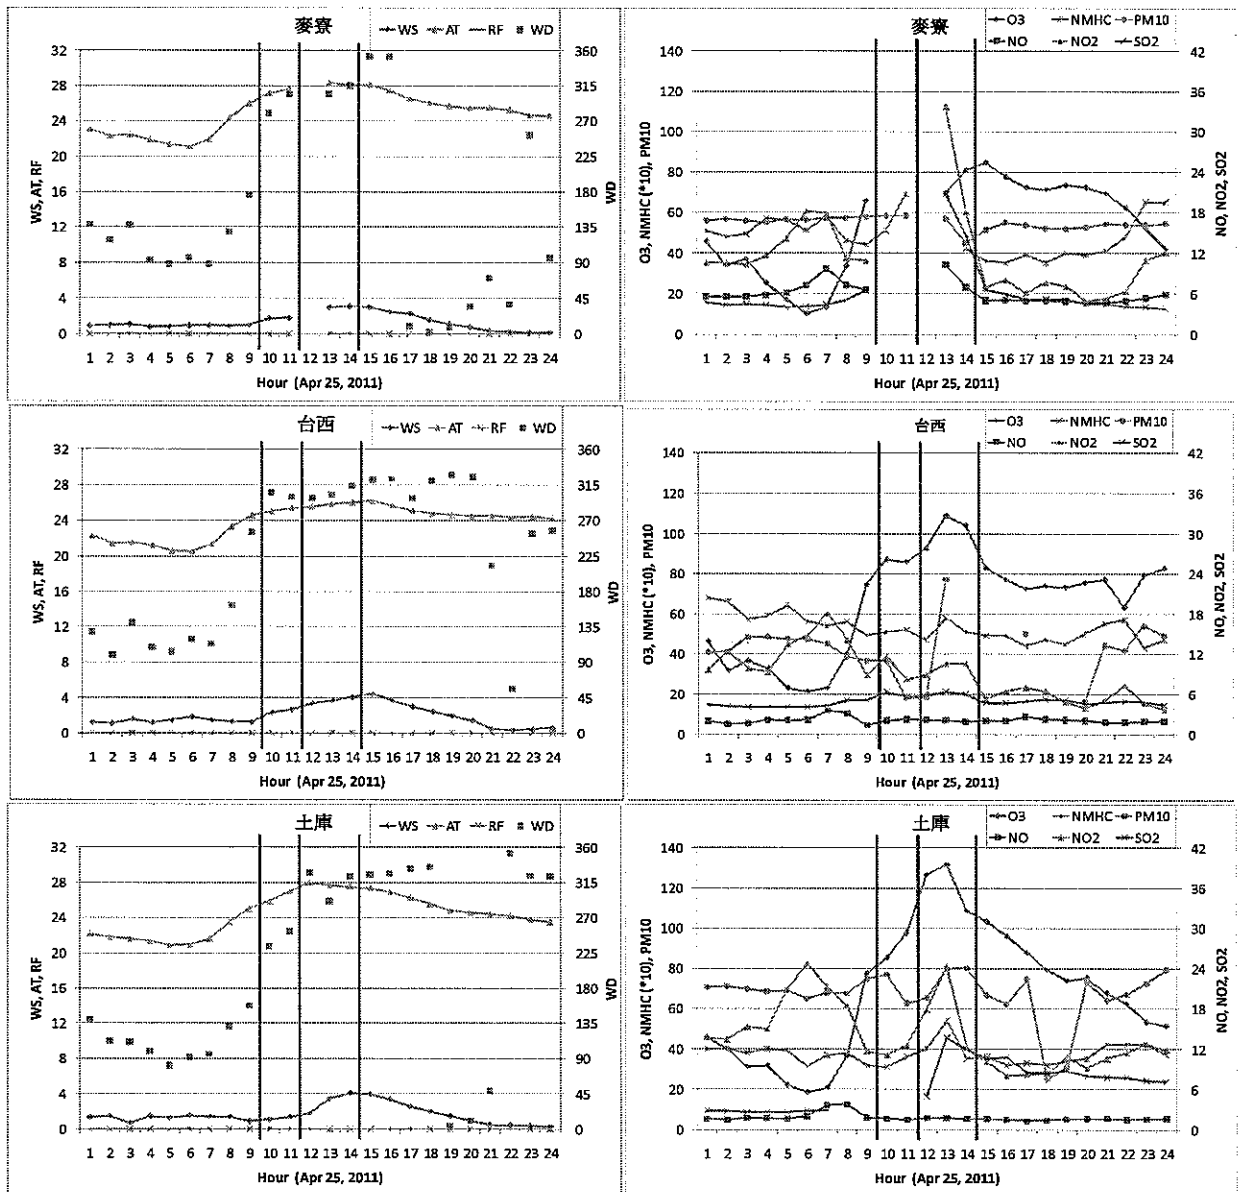 麥寮
WS AT RF WD
32 28 24 20 16 12 8 4 0
360 315 270 225 180 135 90 45 0
WS, AT, RF
WD
1 2 3 4 5 6 7 8 9 10 11 12 13 14 15 16 17 18 19 20 21 22 23 24
Hour (Apr 25, 2011)
麥寮
O3 NMHC PM10
NO NO2 SO2
140 120 100 80 60 40 20 0
42 36 30 24 18 12 6 0
O3, NMHC (*10), PM10
NO, NO2, SO2
1 2 3 4 5 6 7 8 9 10 11 12 13 14 15 16 17 18 19 20 21 22 23 24
Hour (Apr 25, 2011)
台西
WS AT RF WD
32 28 24 20 16 12 8 4 0
360 315 270 225 180 135 90 45 0
WS, AT, RF
WD
1 2 3 4 5 6 7 8 9 10 11 12 13 14 15 16 17 18 19 20 21 22 23 24
Hour (Apr 25, 2011)
台西
O3 NMHC PM10
NO NO2 SO2
140 120 100 80 60 40 20 0
42 36 30 24 18 12 6 0
O3, NMHC (*10), PM10
NO, NO2, SO2
1 2 3 4 5 6 7 8 9 10 11 12 13 14 15 16 17 18 19 20 21 22 23 24
Hour (Apr 25, 2011)
土庫
WS AT RF WD
32 28 24 20 16 12 8 4 0
360 315 270 225 180 135 90 45 0
WS, AT, RF
WD
1 2 3 4 5 6 7 8 9 10 11 12 13 14 15 16 17 18 19 20 21 22 23 24
Hour (Apr 25, 2011)
土庫
O3 NMHC PM10
NO NO2 SO2
140 120 100 80 60 40 20 0
42 36 30 24 18 12 6 0
O3, NMHC (*10), PM10
NO, NO2, SO2
1 2 3 4 5 6 7 8 9 10 11 12 13 14 15 16 17 18 19 20 21 22 23 24
Hour (Apr 25, 2011)